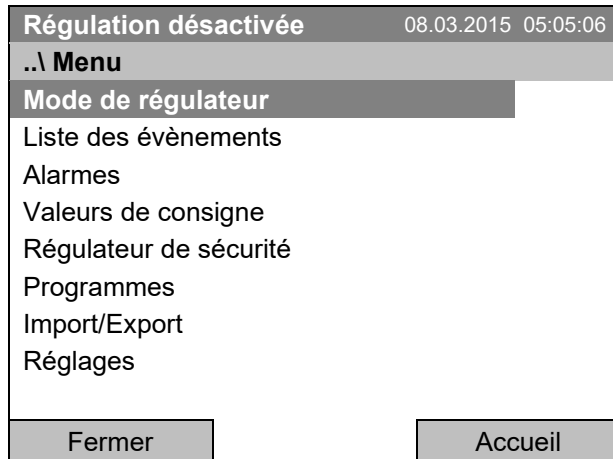 Régulation désactivée 08.03.2015 05:05:06
..\ Menu
Mode de régulateur
Liste des évènements
Alarmes
Valeurs de consigne
Régulateur de sécurité
Programmes
Import/Export
Réglages
Fermer Accueil